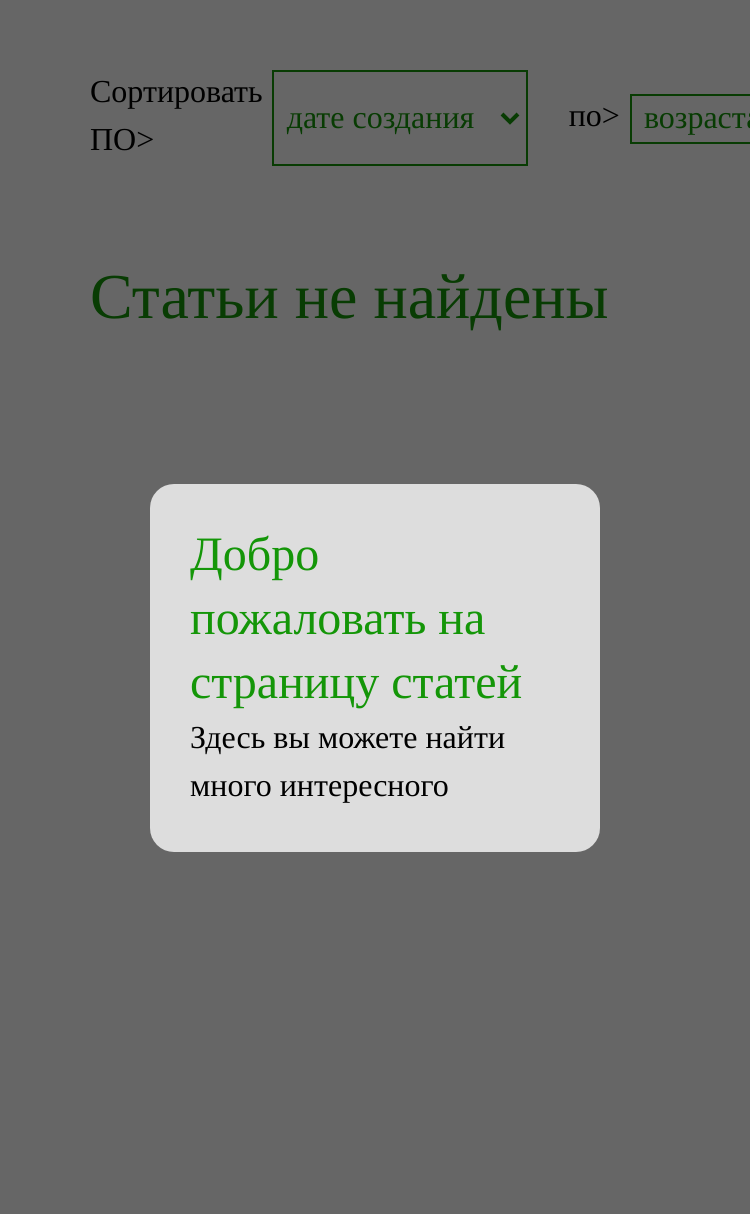 Сортировать
ПО>
дате создания
по>
Статьи не найдены
Добро
пожаловать на
страницу статей
Здесь вы можете найти
много интересного